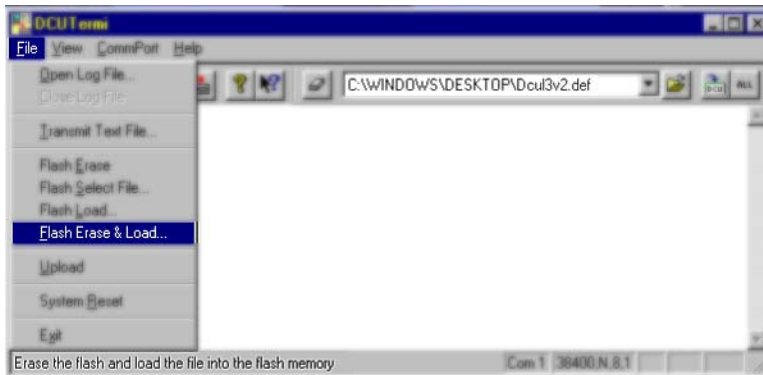 DCUTermi
File View CommPort Help
Open Log File...
Close Log File
C:\WINDOWS\DESKTOP\Dcul3v2.def
DCU
ALL
Transmit Text File...
Flash Erase
Flash Select File...
Flash Load...
Flash Erase & Load...
Upload
System Reset
Exit
Erase the flash and load the file into the flash memory
Com 1 38400,N,8,1